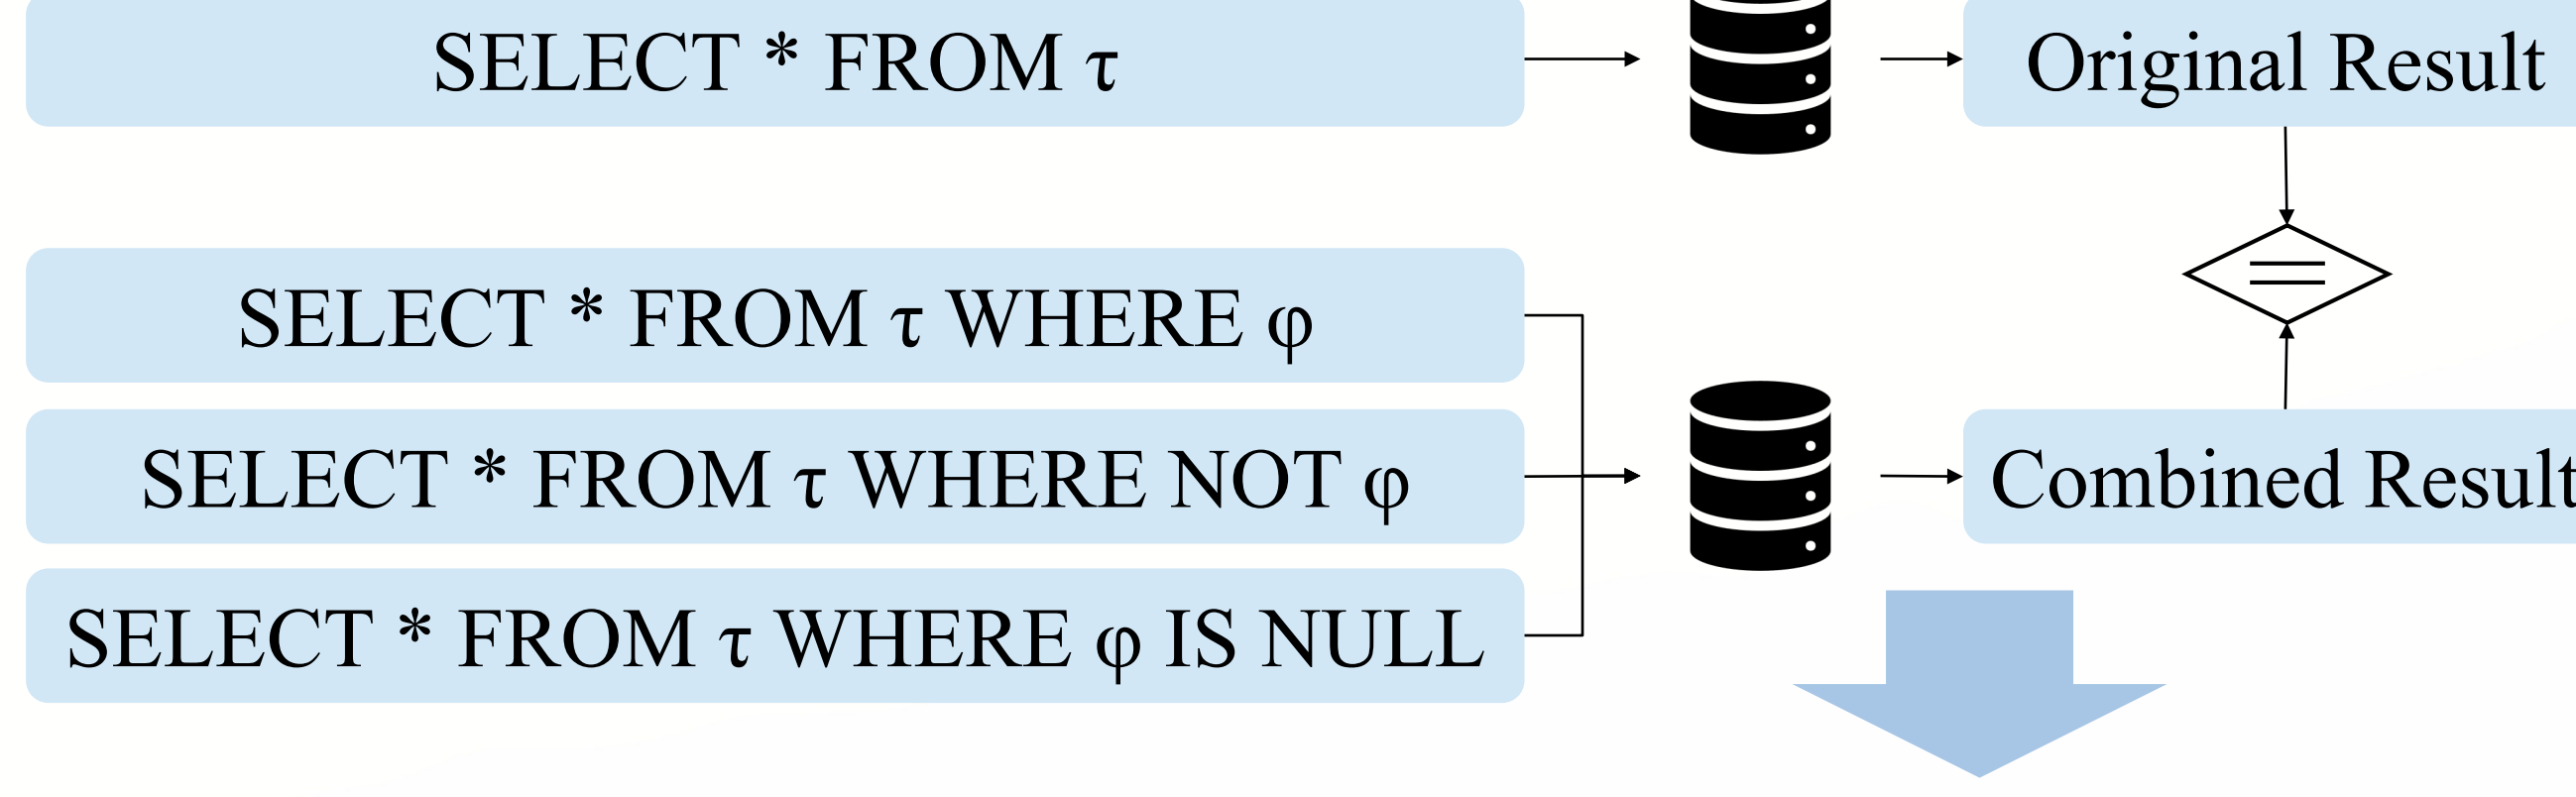 SELECT * FROM τ
Original Result
SELECT * FROM τ WHERE φ
=
SELECT * FROM τ WHERE NOT φ
Combined Result
SELECT * FROM τ WHERE φ IS NULL